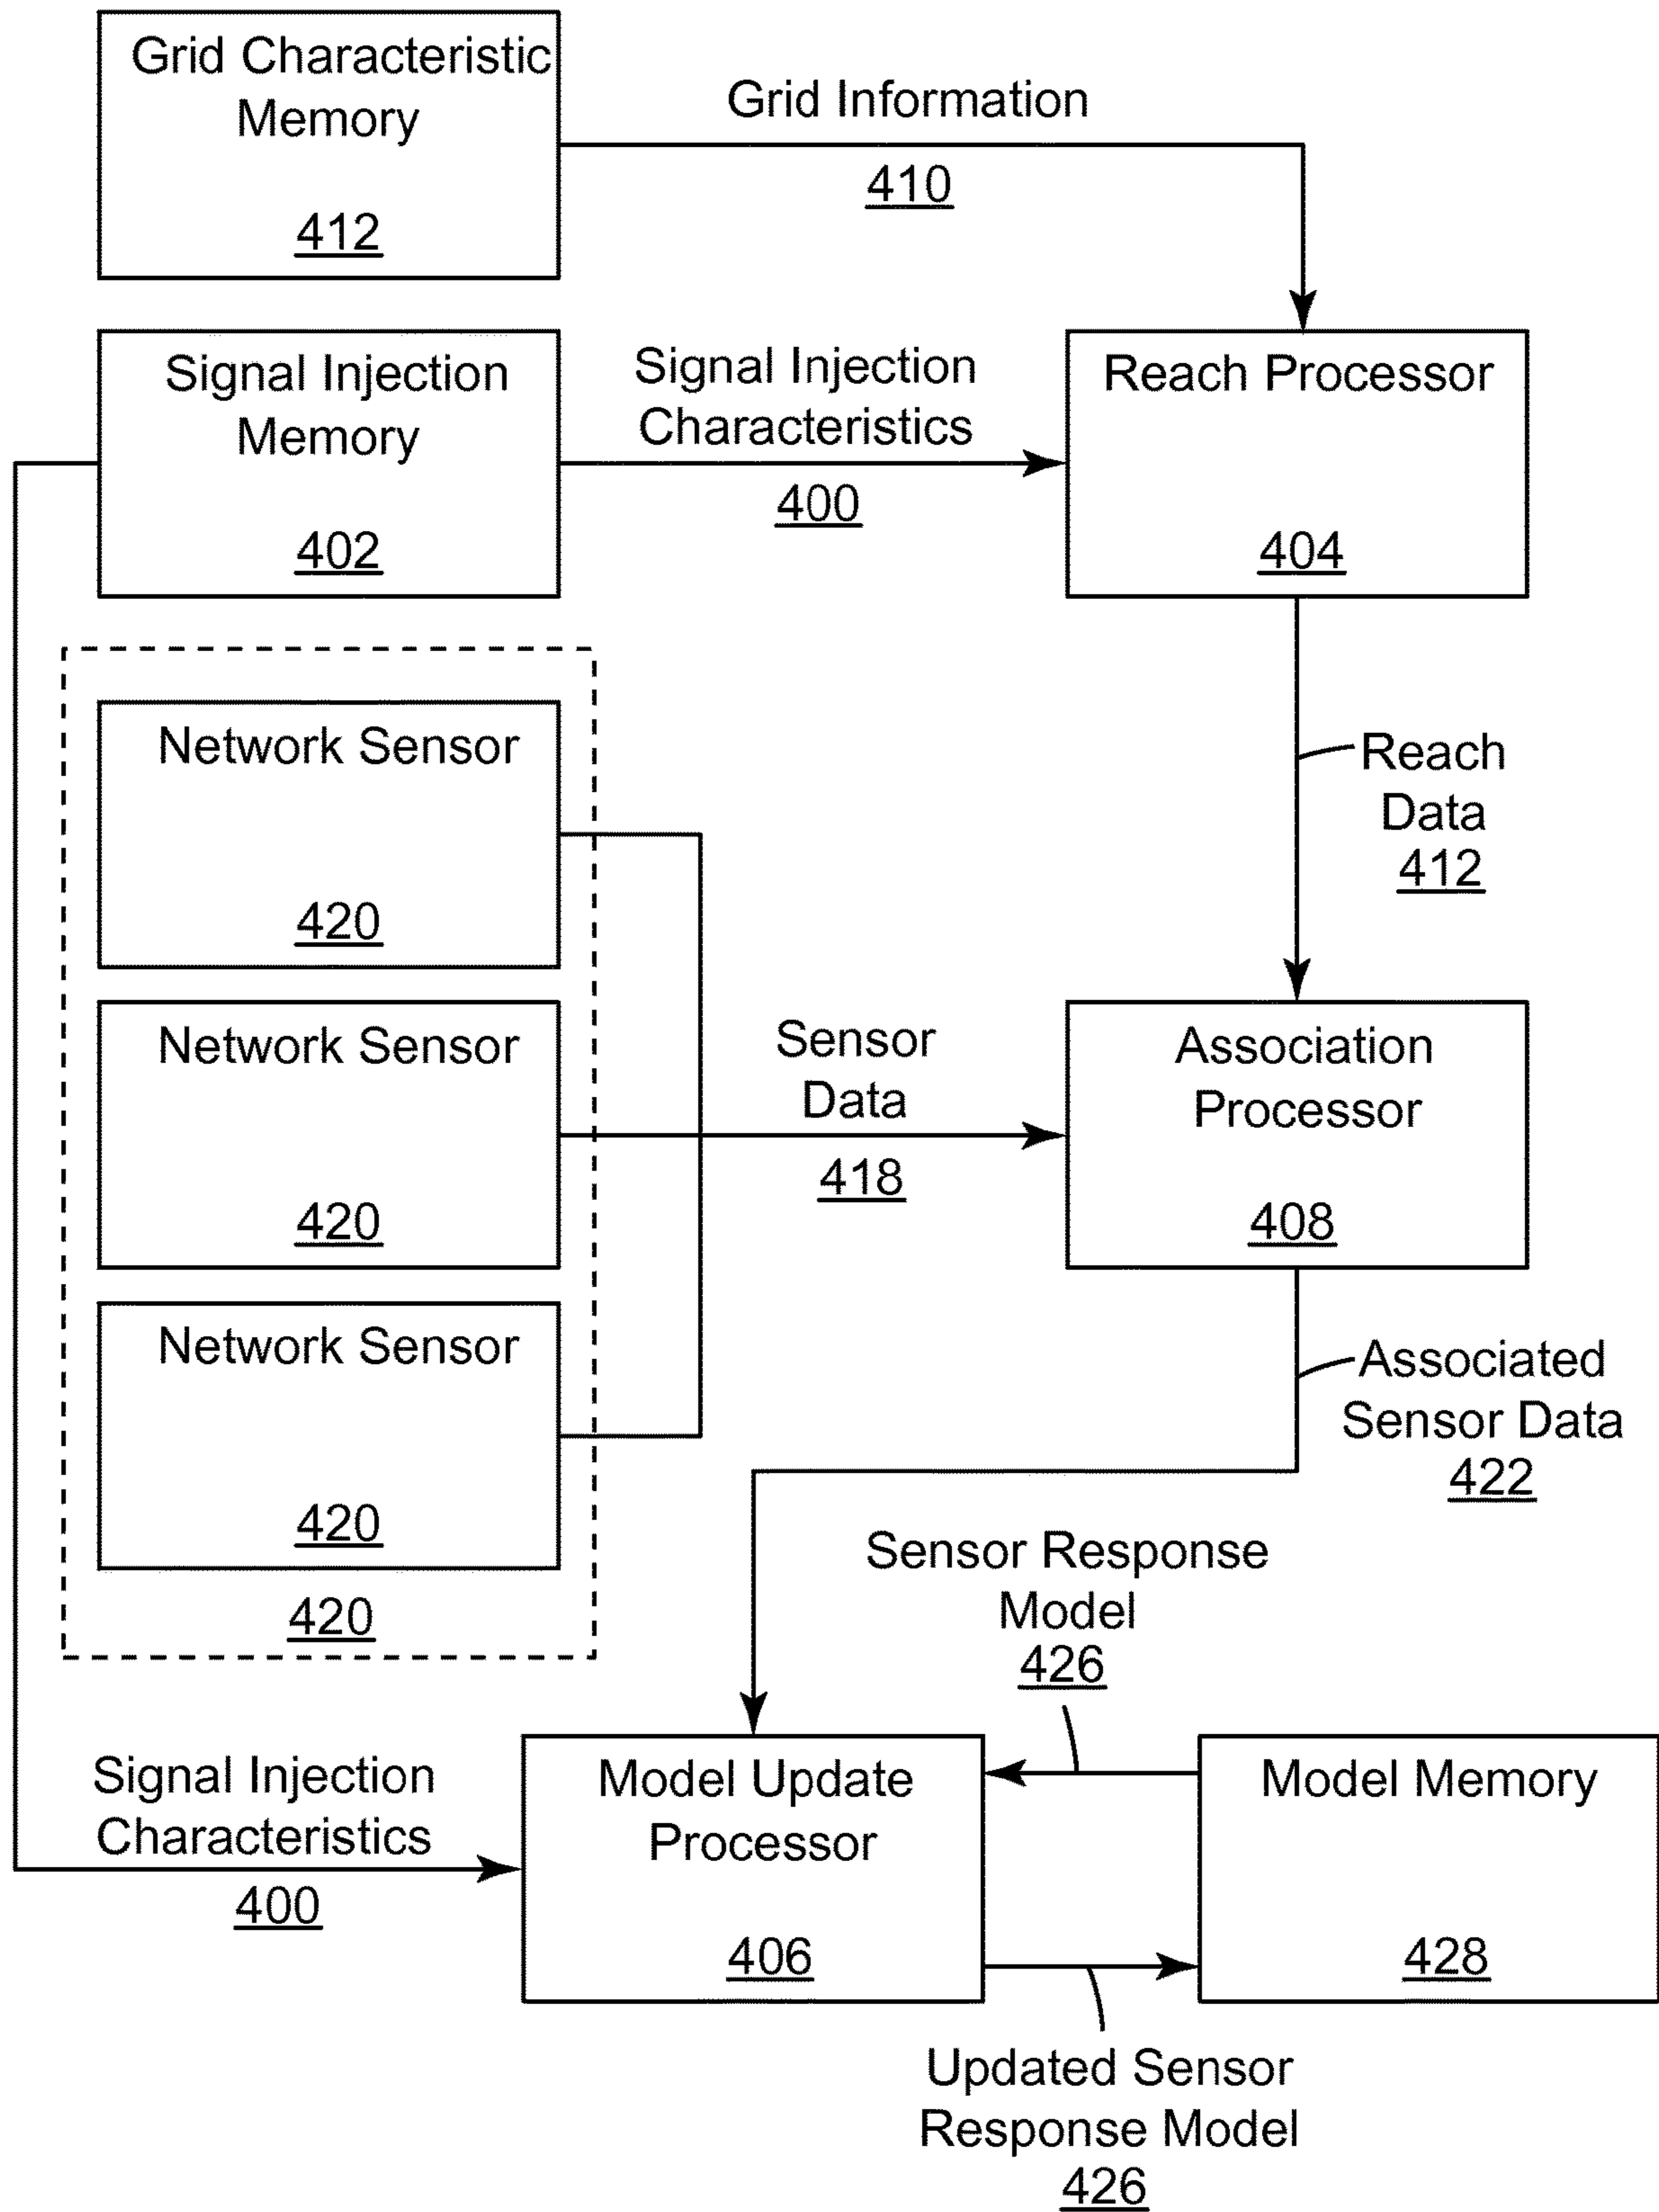 Grid Characteristic
Memory
412
Grid Information
410
Signal Injection
Memory
402
Signal Injection
Characteristics
400
Reach Processor
404
Reach
Data
412
Network Sensor
420
Network Sensor
420
Network Sensor
420
420
Sensor
Data
418
Association
Processor
408
Associated
Sensor Data
422
Sensor Response
Model
426
Signal Injection
Characteristics
400
Model Update
Processor
406
Model Memory
428
Updated Sensor
Response Model
426